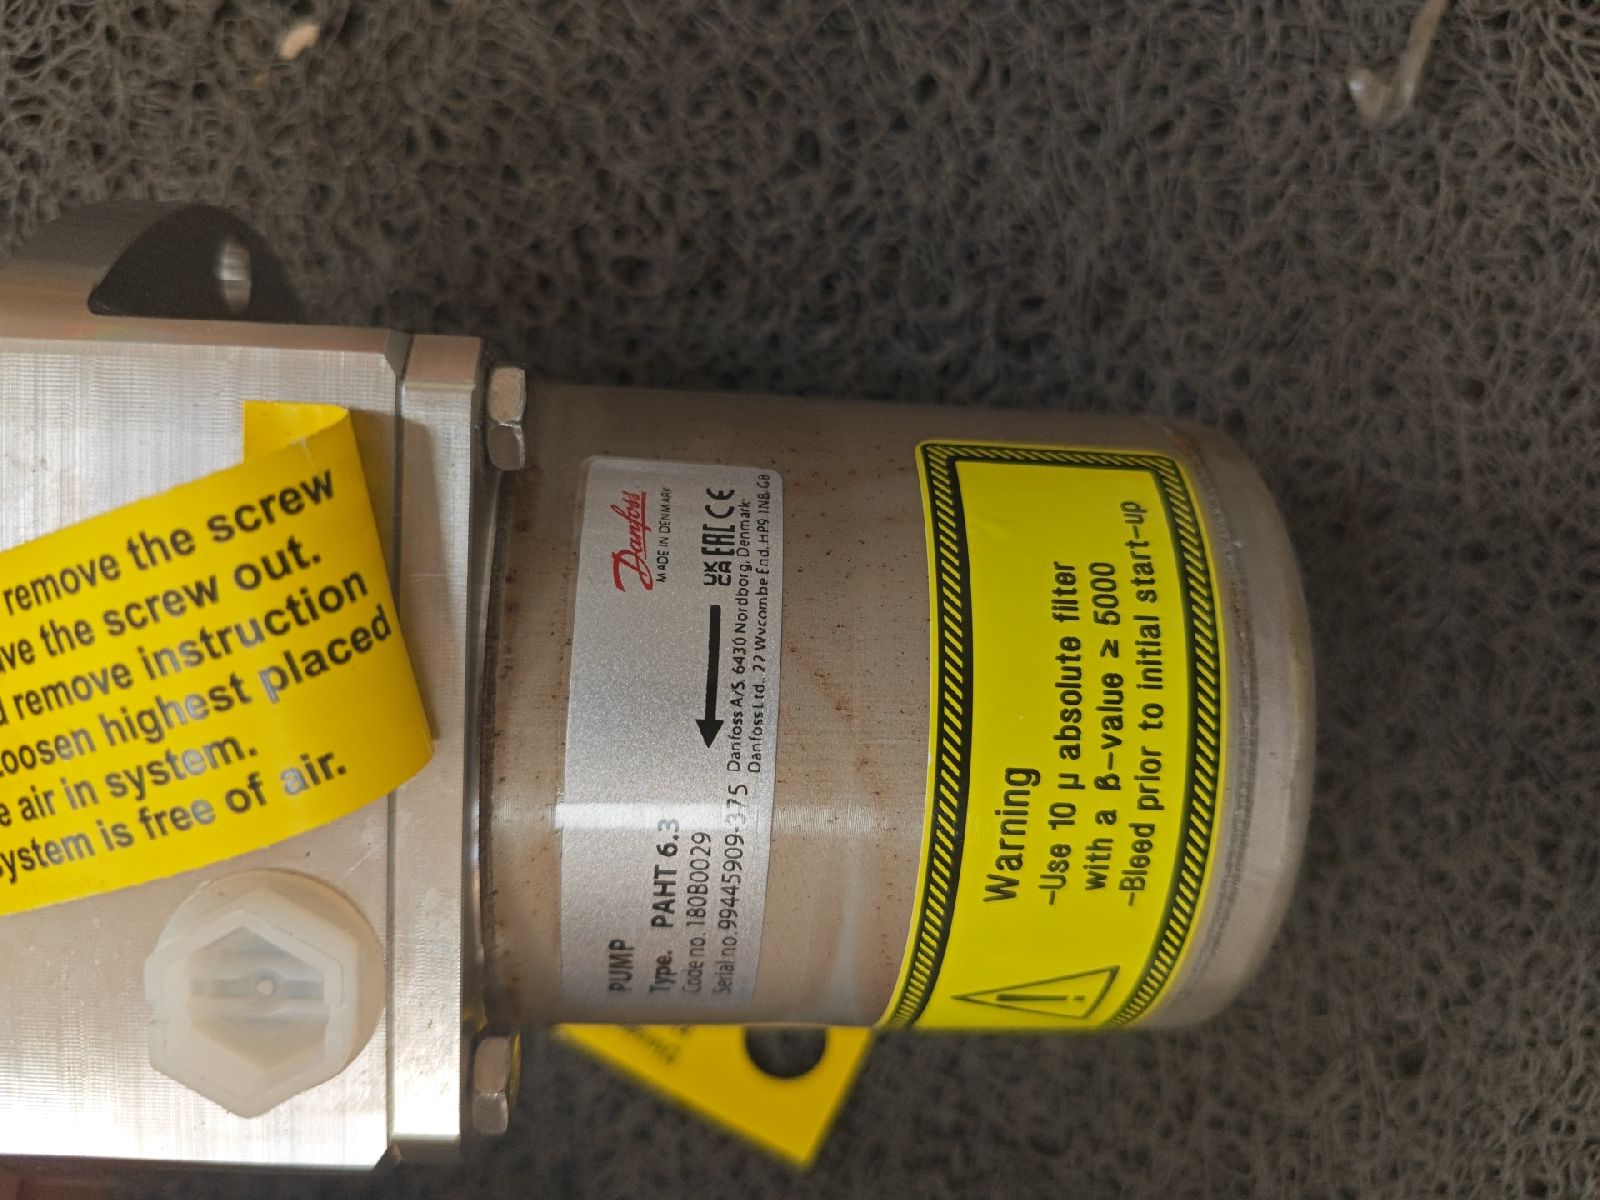 remove the screw
the screw out.
remove instruction
Loosen highest placed
air in system.
system is free of air.
Danfoss
MADE IN DENMARK
PUMP
Type. PAHT 6.3
Code no. 180B0029
Serial no. 99445909-375
UK CA EAC CE
Danfoss A/S, 6430 Nordborg, Denmark
Danfoss Ltd., 22 Wycombe End, HP9 1NB, GB
Warning
-Use 10 µ absolute filter
with a β-value ≥ 5000
-Bleed prior to initial start-up